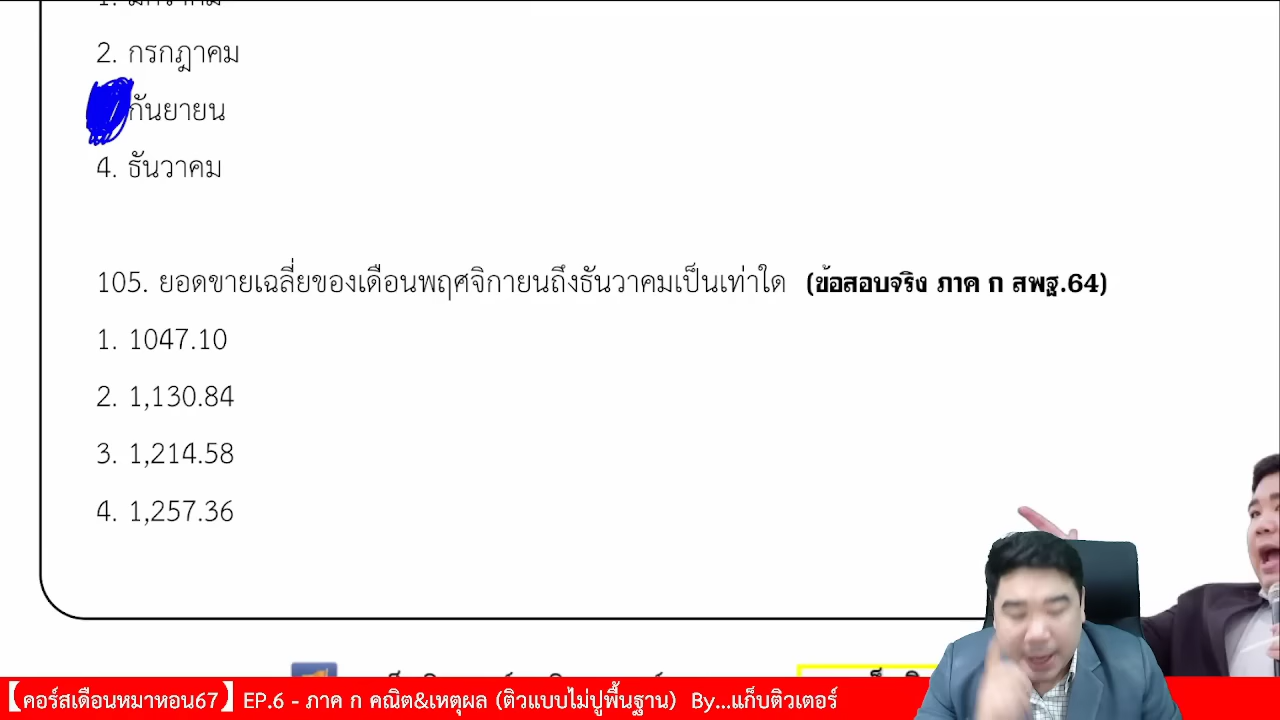 2. กรกฎาคม
กันยายน
4. ธันวาคม
105. ยอดขายเฉลี่ยของเดือนพฤศจิกายนถึงธันวาคมเป็นเท่าใด (ข้อสอบจริง ภาค ก สพฐ.64)
1. 1047.10
2. 1,130.84
3. 1,214.58
4. 1,257.36
【คอร์สเดือนหมาหอน67】 EP.6 - ภาค ก คณิต&เหตุผล (ติวแบบไม่ปูพื้นฐาน) By...แก็บติวเตอร์